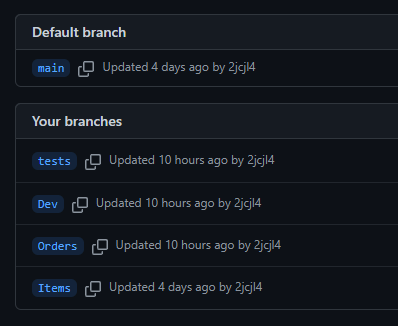 Default branch
main Updated 4 days ago by 2jcjl4
Your branches
tests Updated 10 hours ago by 2jcjl4
Dev Updated 10 hours ago by 2jcjl4
Orders Updated 10 hours ago by 2jcjl4
Items Updated 4 days ago by 2jcjl4